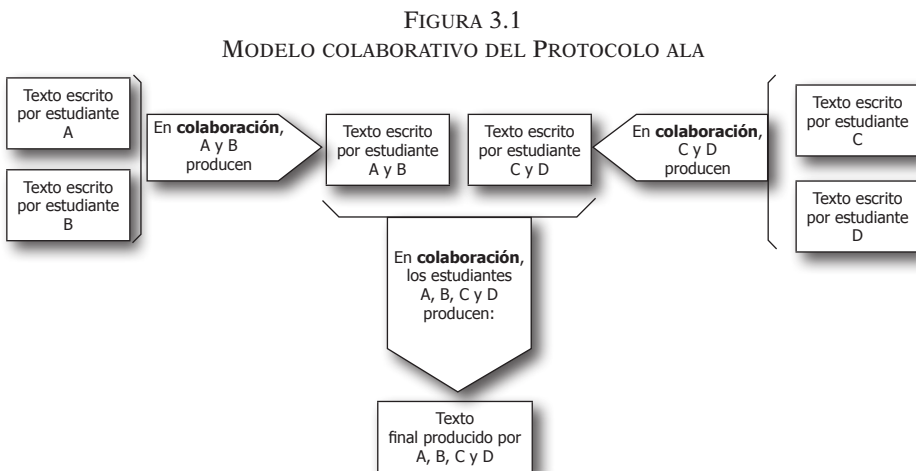 FIGURA 3.1
MODELO COLABORATIVO DEL PROTOCOLO ALA
Texto escrito
por estudiante
A
Texto escrito
por estudiante
B
En colaboración,
A y B
producen
Texto escrito
por estudiante
A y B
Texto escrito
por estudiante
C y D
En colaboración,
C y D
producen
Texto escrito
por estudiante
C
Texto escrito
por estudiante
D
En colaboración,
los estudiantes
A, B, C y D
producen:
Texto
final producido por
A, B, C y D